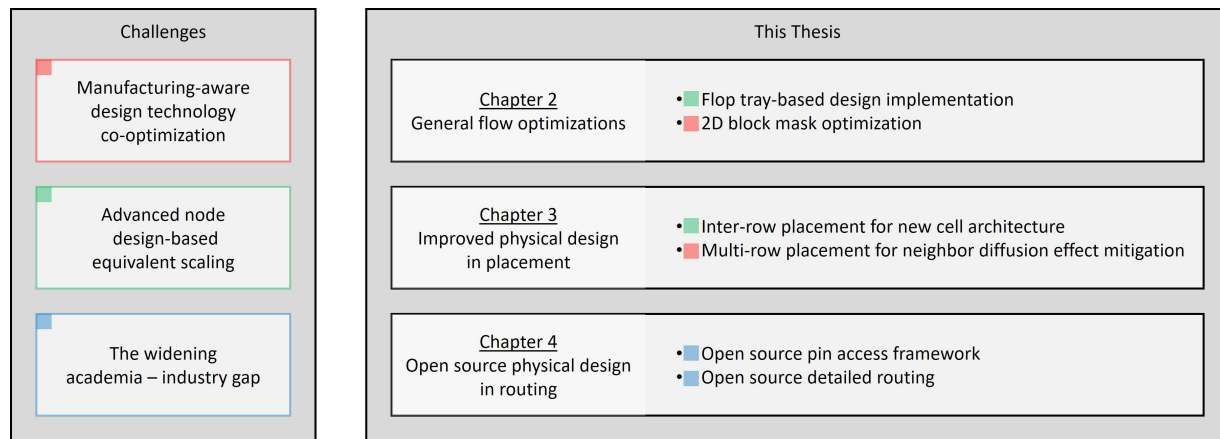 Challenges
Manufacturing-aware
design technology
co-optimization
Advanced node
design-based
equivalent scaling
The widening
academia – industry gap
This Thesis
Chapter 2
General flow optimizations
•Flop tray-based design implementation
•2D block mask optimization
Chapter 3
Improved physical design
in placement
•Inter-row placement for new cell architecture
•Multi-row placement for neighbor diffusion effect mitigation
Chapter 4
Open source physical design
in routing
•Open source pin access framework
•Open source detailed routing